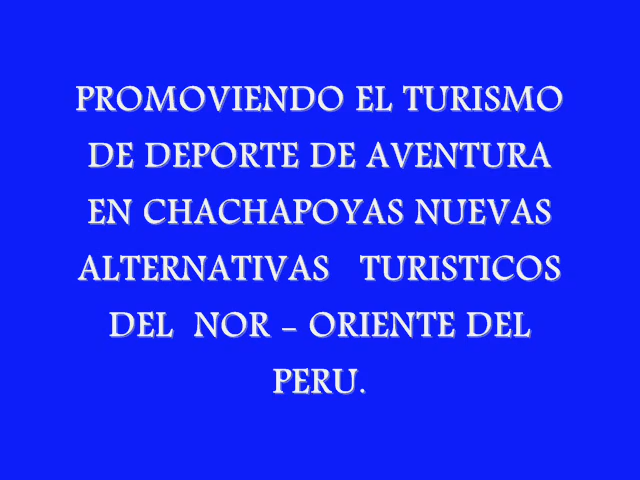 PROMOVIENDO EL TURISMO
DE DEPORTE DE AVENTURA
EN CHACHAPOYAS NUEVAS
ALTERNATIVAS TURISTICOS
DEL NOR – ORIENTE DEL
PERU.